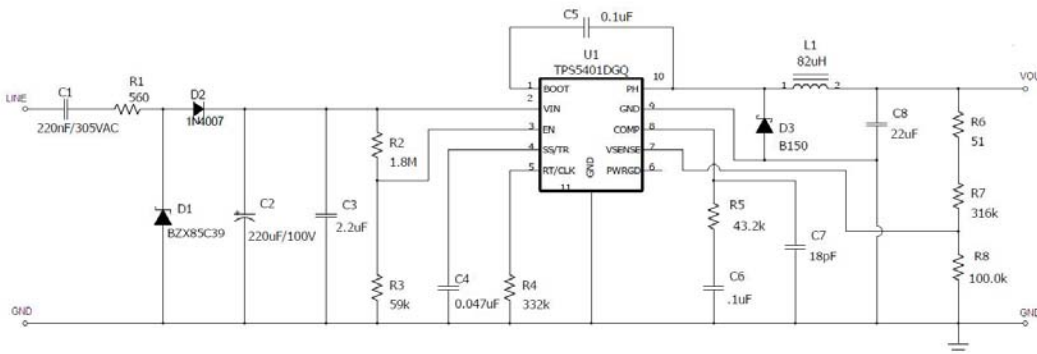 C5
0.1uF
U1
TPS5401DGQ
L1
82uH
1
2
LINE
C1
220nF/305VAC
R1
560
D2
1N4007
1 BOOT
2 VIN
3 EN
4 SS/TR
5 RT/CLK
PH 10
GND 9
COMP 8
VSENSE 7
PWRGD 6
GND
11
D3
B150
C8
22uF
R6
51
R7
316k
R8
100.0k
R2
1.8M
D1
BZX85C39
C2
220uF/100V
C3
2.2uF
R3
59k
C4
0.047uF
R4
332k
R5
43.2k
C7
18pF
C6
.1uF
GND
GND